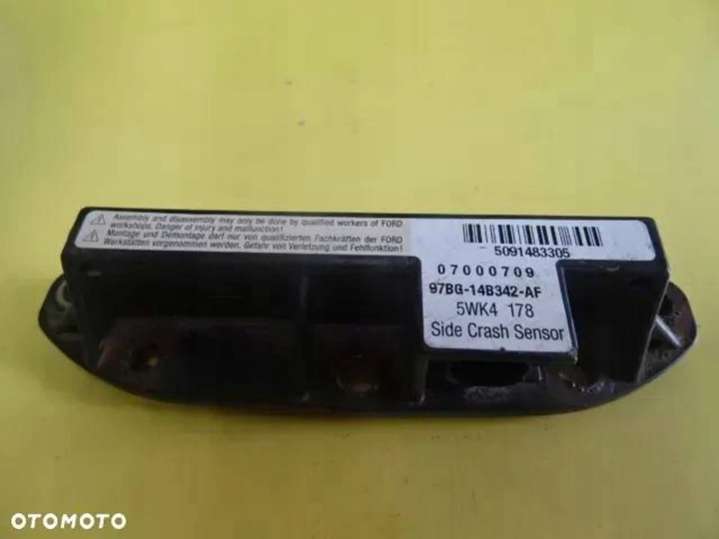 Assembly and disassembly may only be done by qualified workers of FORD
workshops. Danger of injury and malfunction!
Montage und Demontage darf nur von qualifizierten Fachkräften der FORD
Werkstätten vorgenommen werden. Gefahr von Verletzung und Fehlfunktion!
5091483305
07000709
97BG-14B342-AF
5WK4 178
Side Crash Sensor
OTOMOTO